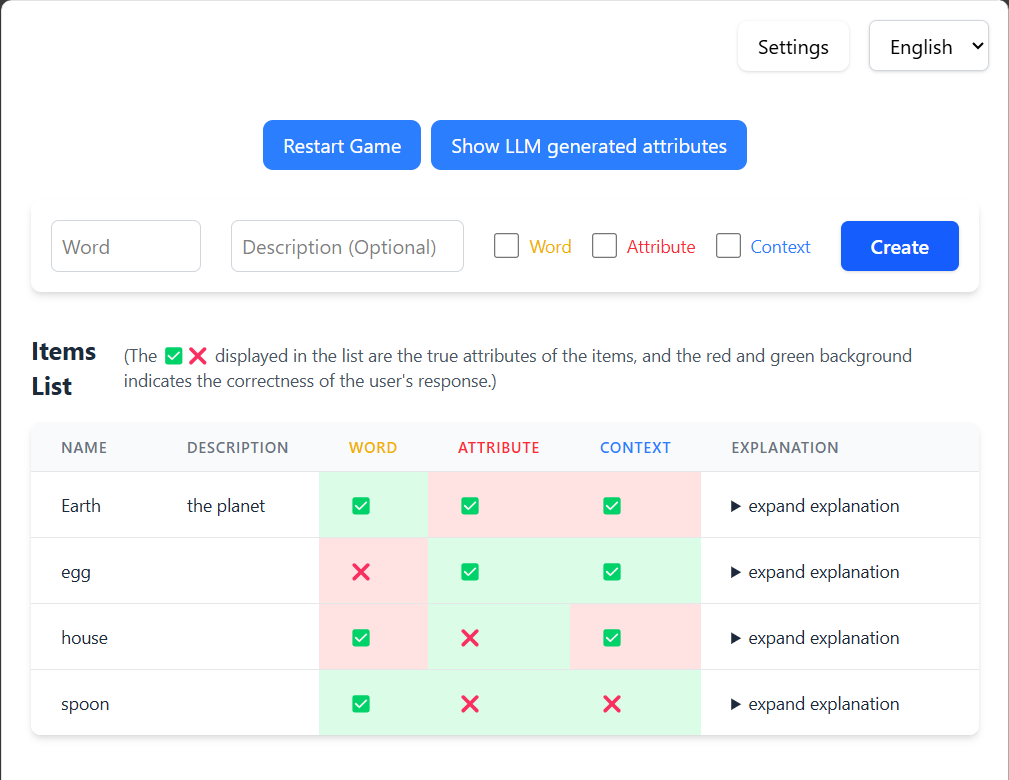 Settings English
Restart Game Show LLM generated attributes
Word Description (Optional) Word Attribute Context Create
Items List
(The ✅❌ displayed in the list are the true attributes of the items, and the red and green background
indicates the correctness of the user's response.)
NAME DESCRIPTION WORD ATTRIBUTE CONTEXT EXPLANATION
Earth the planet ✅ ✅ ✅ ▶ expand explanation
egg ❌ ✅ ✅ ▶ expand explanation
house ✅ ❌ ✅ ▶ expand explanation
spoon ✅ ❌ ❌ ▶ expand explanation